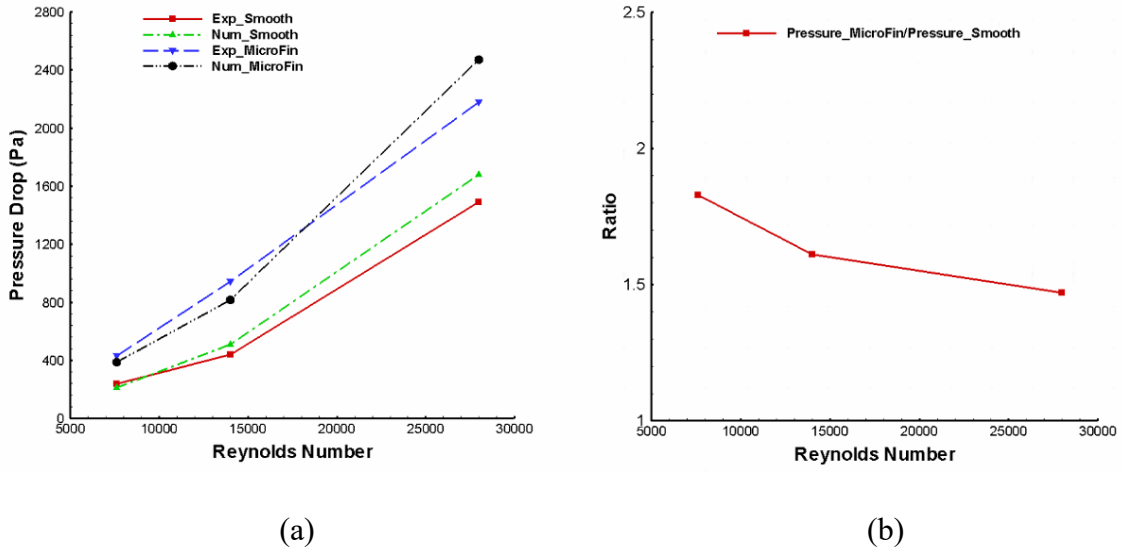 Exp_Smooth
Num_Smooth
Exp_MicroFin
Num_MicroFin
2800
2400
2000
1600
1200
800
400
0
Pressure Drop (Pa)
5000 10000 15000 20000 25000 30000
Reynolds Number
(a)
Pressure_MicroFin/Pressure_Smooth
2.5
2
1.5
1
Ratio
5000 10000 15000 20000 25000 30000
Reynolds Number
(b)